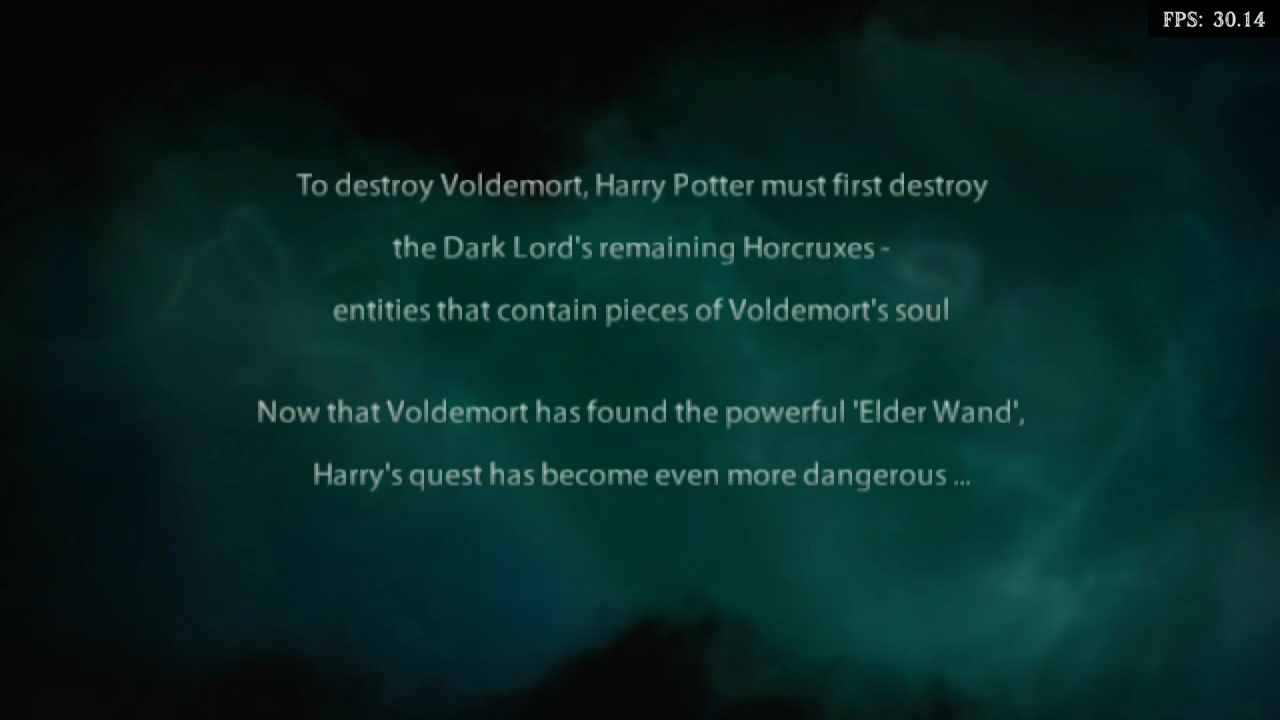 FPS: 30.14
To destroy Voldemort, Harry Potter must first destroy
the Dark Lord's remaining Horcruxes -
entities that contain pieces of Voldemort's soul
Now that Voldemort has found the powerful 'Elder Wand',
Harry's quest has become even more dangerous ...